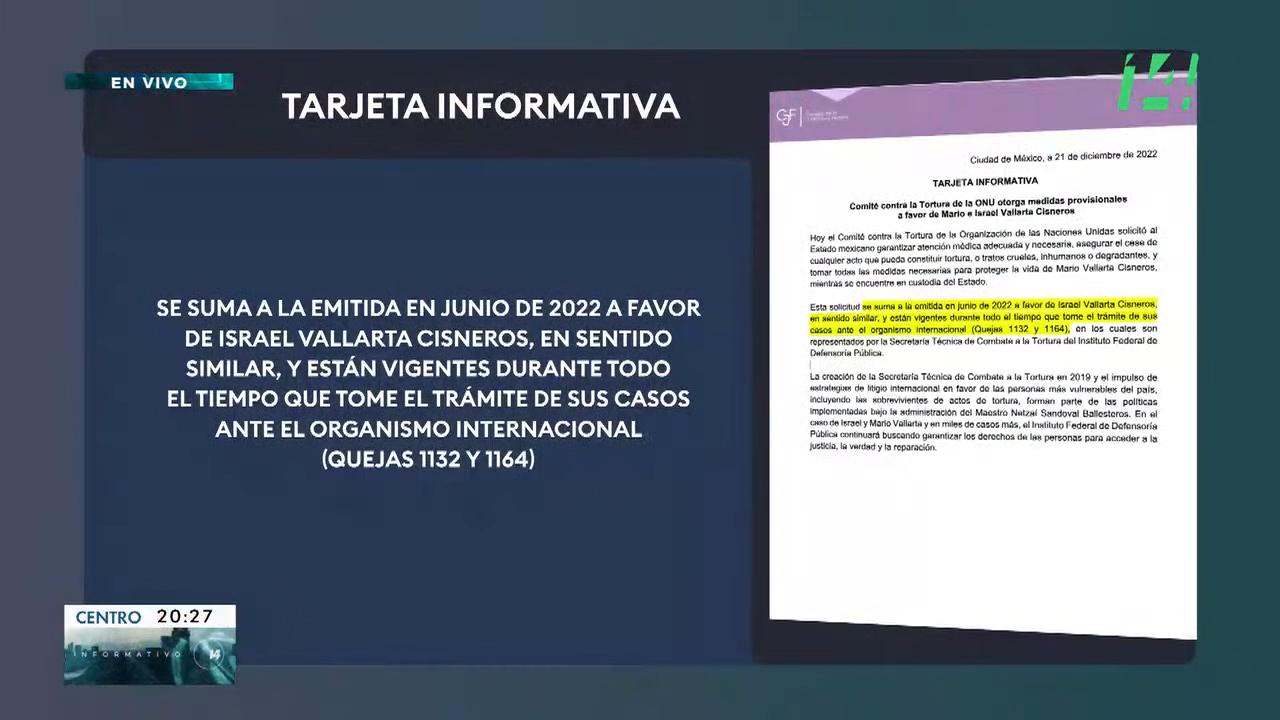 EN VIVO
TARJETA INFORMATIVA
14
SE SUMA A LA EMITIDA EN JUNIO DE 2022 A FAVOR
DE ISRAEL VALLARTA CISNEROS, EN SENTIDO
SIMILAR, Y ESTÁN VIGENTES DURANTE TODO
EL TIEMPO QUE TOME EL TRÁMITE DE SUS CASOS
ANTE EL ORGANISMO INTERNACIONAL
(QUEJAS 1132 Y 1164)
CJF
Ciudad de México, a 21 de diciembre de 2022
TARJETA INFORMATIVA
Comité contra la Tortura de la ONU otorga medidas provisionales
a favor de Mario e Israel Vallarta Cisneros
Hoy el Comité contra la Tortura de la Organización de las Naciones Unidas solicitó al
Estado mexicano garantizar atención médica adecuada y necesaria, asegurar el cese de
cualquier acto que pueda constituir tortura, o tratos crueles, inhumanos o degradantes, y
tomar todas las medidas necesarias para proteger la vida de Mario Vallarta Cisneros,
mientras se encuentre en custodia del Estado.
Esta solicitud se suma a la emitida en junio de 2022 a favor de Israel Vallarta Cisneros,
en sentido similar, y están vigentes durante todo el tiempo que tome el trámite de sus
casos ante el organismo internacional (Quejas 1132 y 1164), en los cuales son
representados por la Secretaría Técnica de Combate a la Tortura del Instituto Federal de
Defensoría Pública.
La creación de la Secretaría Técnica de Combate a la Tortura en 2019 y el impulso de
estrategias de litigio internacional en favor de las personas más vulnerables del país,
incluyendo las sobrevivientes de actos de tortura, forman parte de las políticas
implementadas bajo la administración del Maestro Netzaí Sandoval Ballesteros. En el
caso de Israel y Mario Vallarta y en miles de casos más, el Instituto Federal de Defensoría
Pública continuará buscando garantizar los derechos de las personas para acceder a la
justicia, la verdad y la reparación.
CENTRO 20:27
INFORMATIVO 14